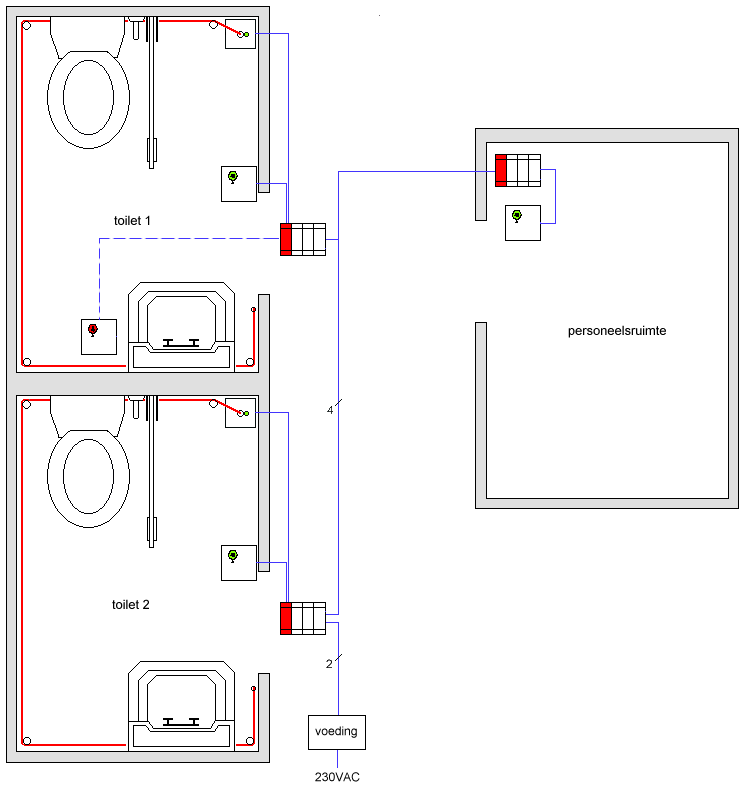 toilet 1
personeelsruimte
4
toilet 2
2
voeding
230VAC